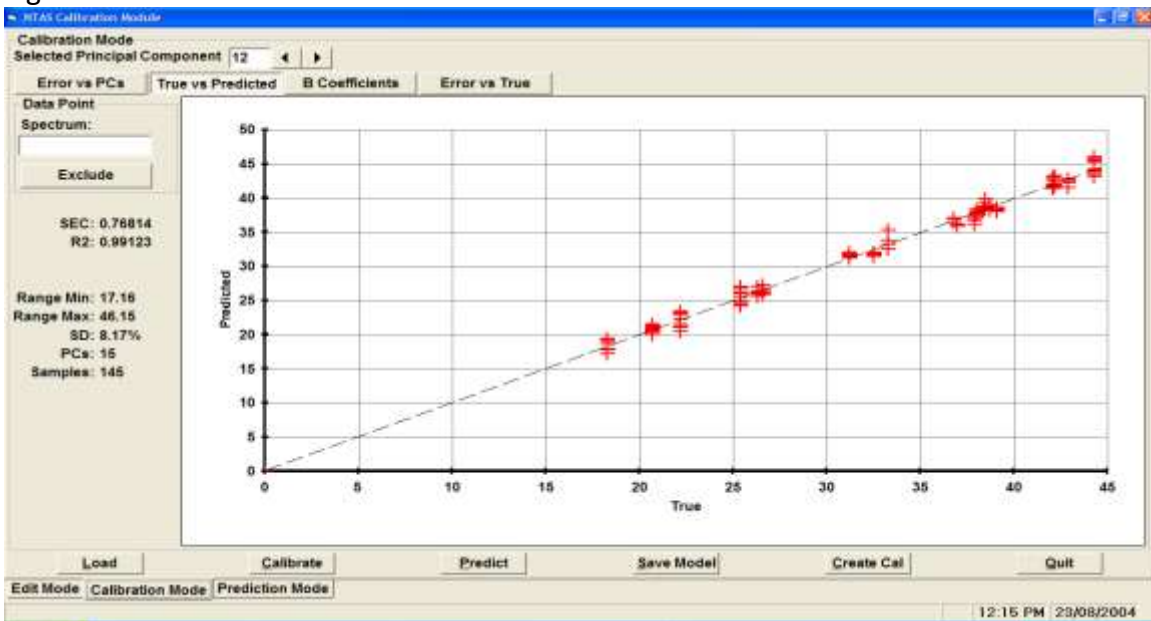 NTAS Calibration Module
Calibration Mode
Selected Principal Component 12
Error vs PCs True vs Predicted B Coefficients Error vs True
Data Point
Spectrum:
Exclude
SEC: 0.76814
R2: 0.99123
Range Min: 17.16
Range Max: 46.15
SD: 8.17%
PCs: 15
Samples: 145
50
45
40
35
30
25
20
15
10
5
0
Predicted
0 5 10 15 20 25 30 35 40 45
True
Load Calibrate Predict Save Model Create Cal Quit
Edit Mode Calibration Mode Prediction Mode
12:15 PM 23/08/2004